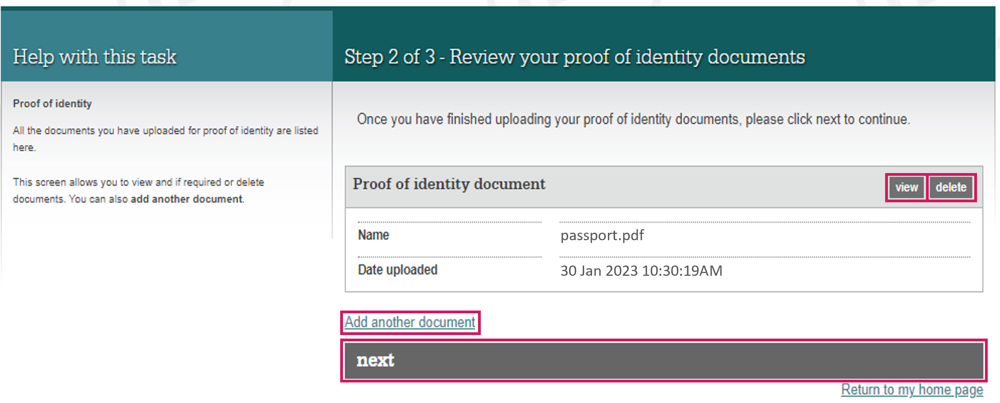 Help with this task
Step 2 of 3 - Review your proof of identity documents
Proof of identity
All the documents you have uploaded for proof of identity are listed
here.
This screen allows you to view and if required or delete
documents. You can also add another document.
Once you have finished uploading your proof of identity documents, please click next to continue.
Proof of identity document
view delete
Name passport.pdf
Date uploaded 30 Jan 2023 10:30:19AM
Add another document
next
Return to my home page